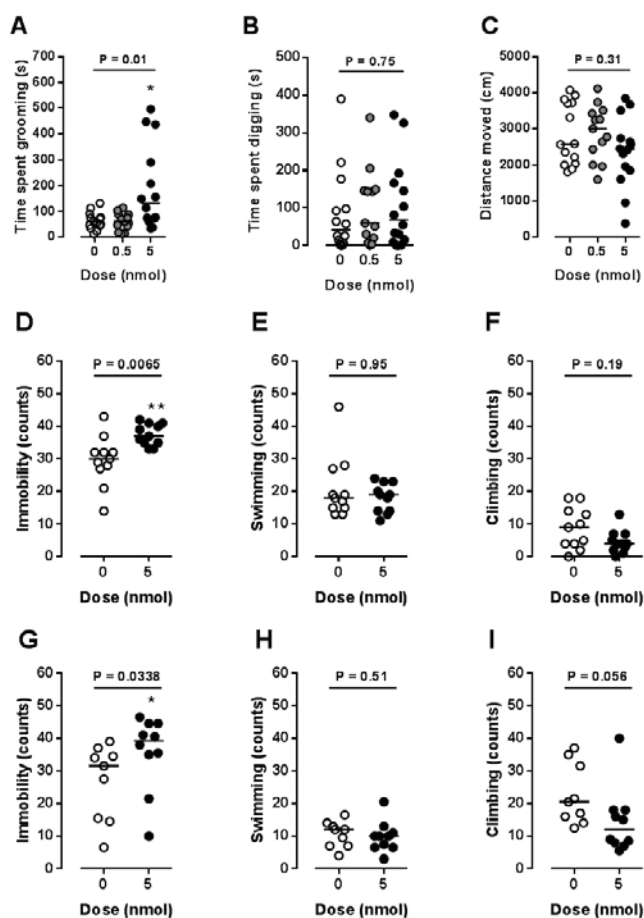 A
P = 0.01
*
Time spent grooming (s)
700
600
500
400
300
200
100
0
0 0.5 5
Dose (nmol)
B
P = 0.75
Time spent digging (s)
500
400
300
200
100
0
0 0.5 5
Dose (nmol)
C
P = 0.31
Distance moved (cm)
5000
4000
3000
2000
1000
0
0 0.5 5
Dose (nmol)
D
P = 0.0065
**
Immobility (counts)
60
50
40
30
20
10
0
0 5
Dose (nmol)
E
P = 0.95
Swimming (counts)
60
50
40
30
20
10
0
0 5
Dose (nmol)
F
P = 0.19
Climbing (counts)
60
50
40
30
20
10
0
0 5
Dose (nmol)
G
P = 0.0338
*
Immobility (counts)
60
50
40
30
20
10
0
0 5
Dose (nmol)
H
P = 0.51
Swimming (counts)
60
50
40
30
20
10
0
0 5
Dose (nmol)
I
P = 0.056
Climbing (counts)
60
50
40
30
20
10
0
0 5
Dose (nmol)